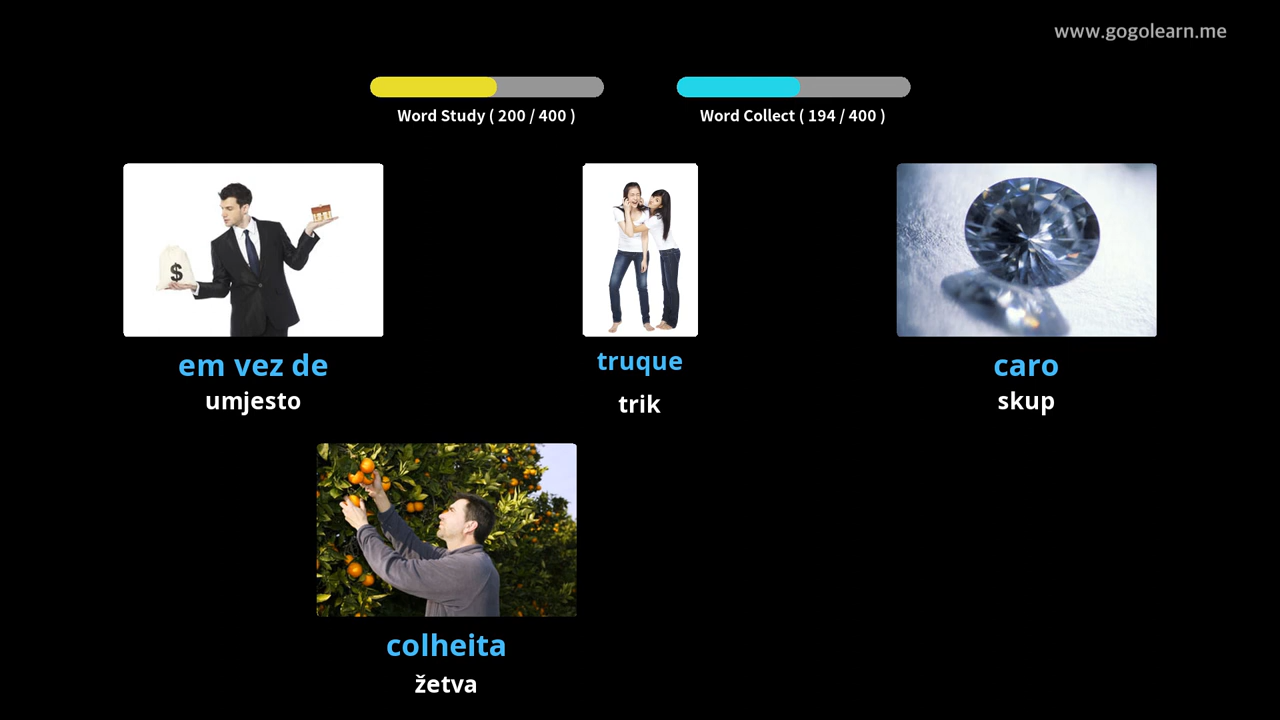 www.gogolearn.me
Word Study ( 200 / 400 )
Word Collect ( 194 / 400 )
$
em vez de
umjesto
truque
trik
caro
skup
colheita
žetva